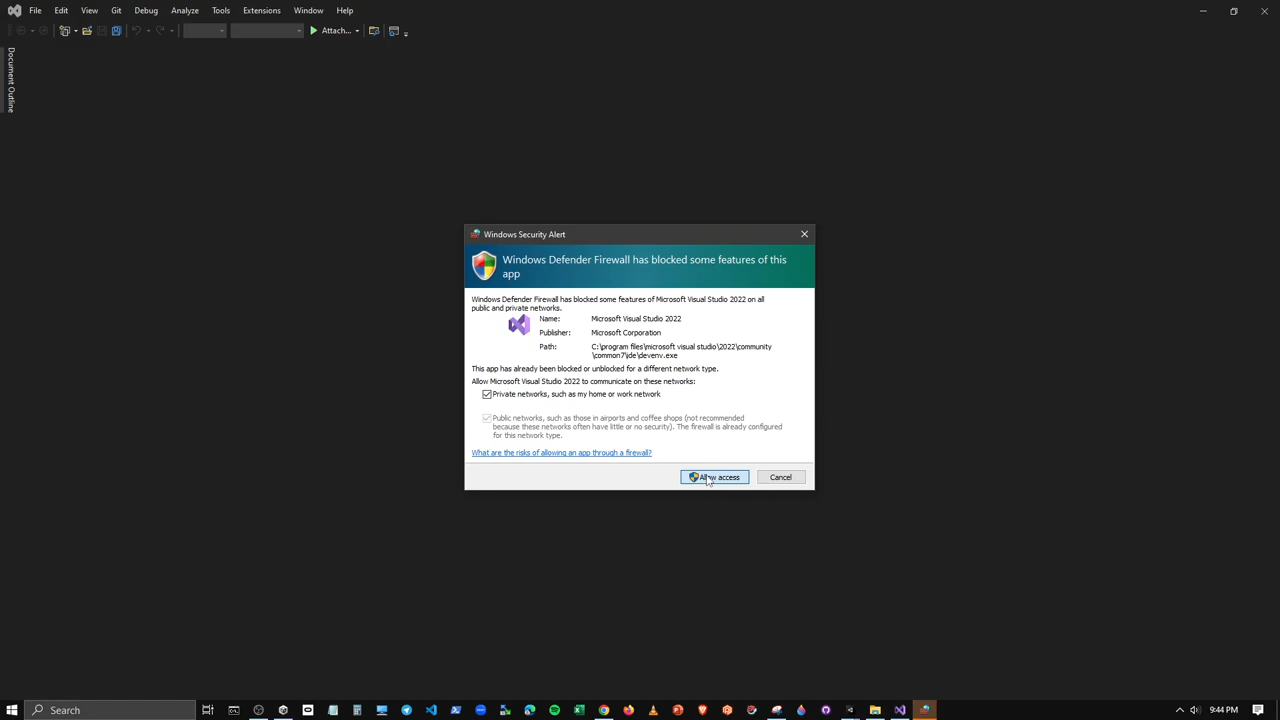 File Edit View Git Debug Analyze Tools Extensions Window Help
Attach...
Document Outline
Windows Security Alert
Windows Defender Firewall has blocked some features of this
app
Windows Defender Firewall has blocked some features of Microsoft Visual Studio 2022 on all
public and private networks.
Name: Microsoft Visual Studio 2022
Publisher: Microsoft Corporation
Path: C:\program files\microsoft visual studio\2022\community
\common7\ide\devenv.exe
This app has already been blocked or unblocked for a different network type.
Allow Microsoft Visual Studio 2022 to communicate on these networks:
Private networks, such as my home or work network
Public networks, such as those in airports and coffee shops (not recommended
because these networks often have little or no security). The firewall is already configured
for this network type.
What are the risks of allowing an app through a firewall?
Allow access Cancel
Search
9:44 PM